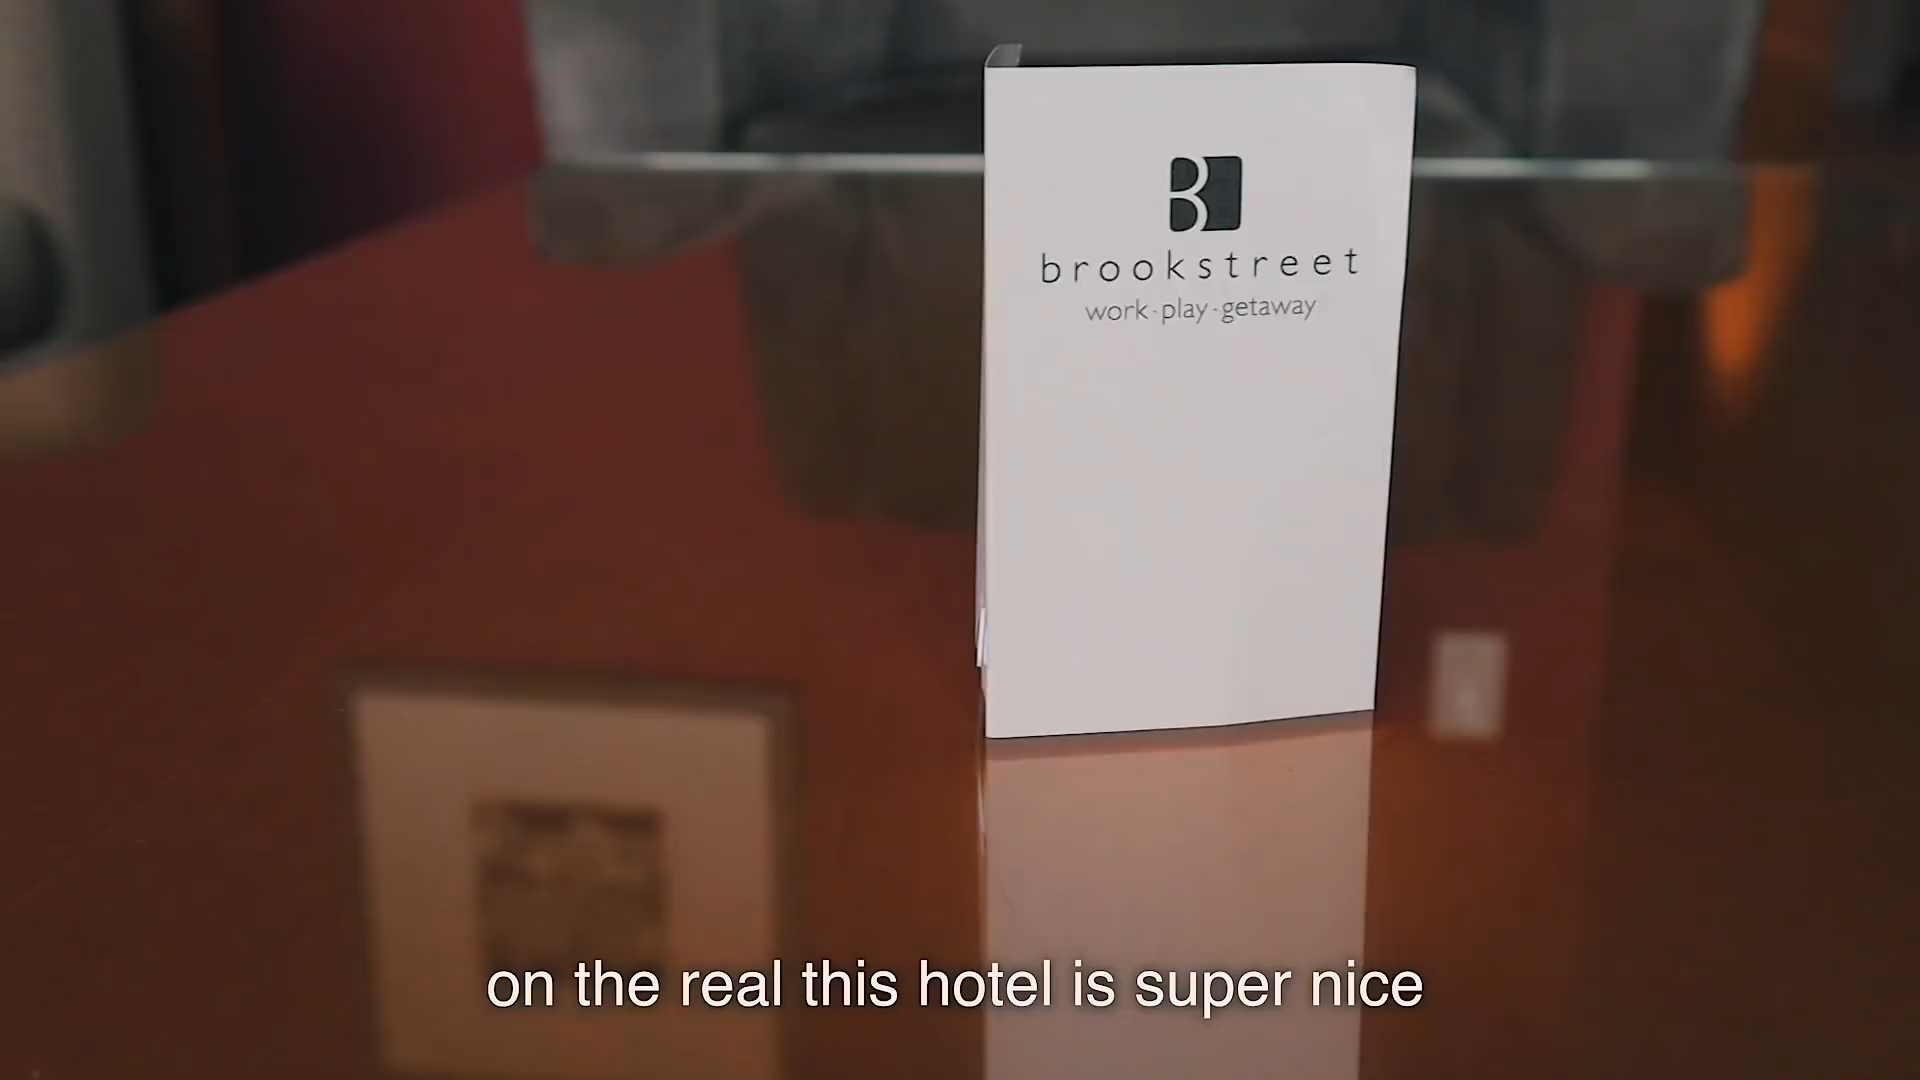 B
brookstreet
work·play·getaway
on the real this hotel is super nice